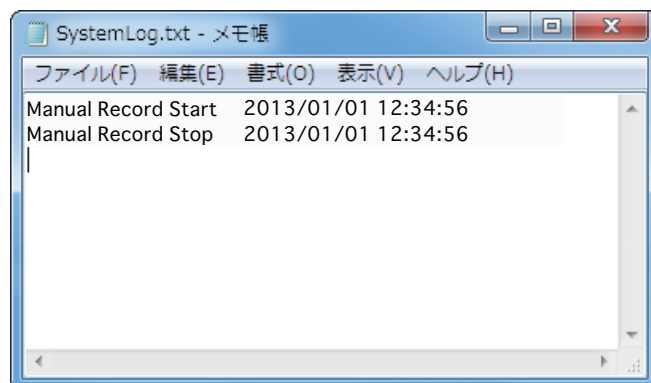 SystemLog.txt - メモ帳
ファイル(F) 編集(E) 書式(O) 表示(V) ヘルプ(H)
Manual Record Start 2013/01/01 12:34:56
Manual Record Stop 2013/01/01 12:34:56